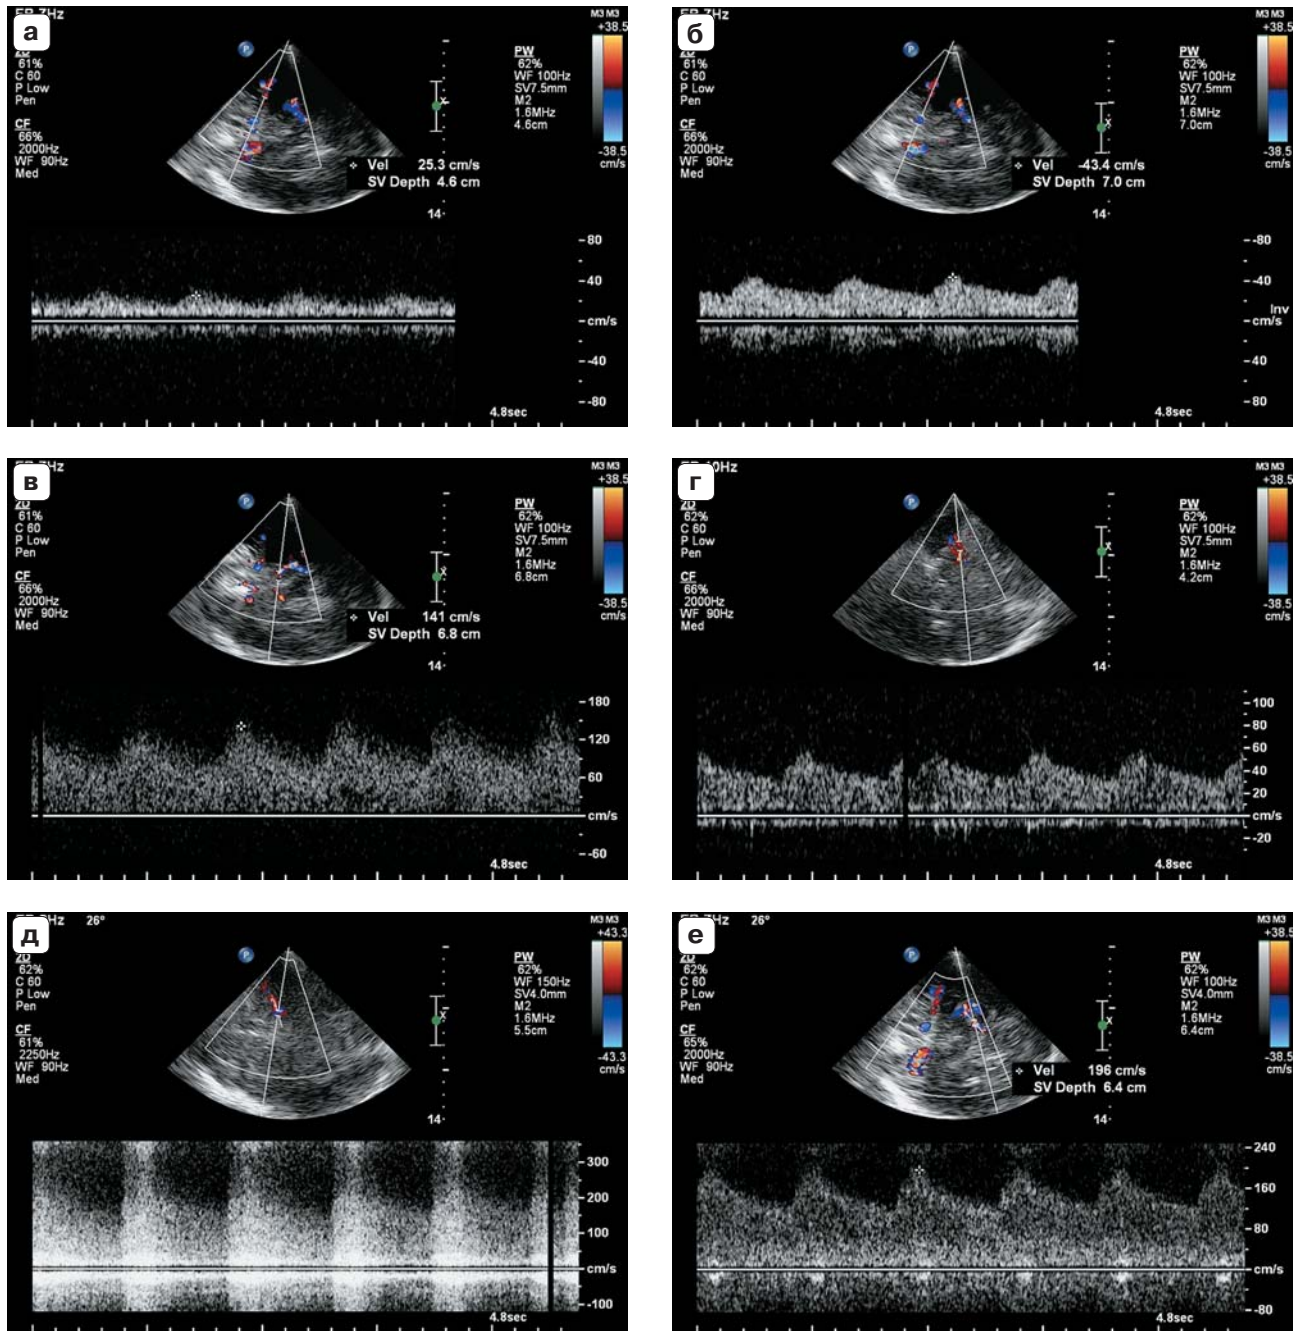 а
7Hz
M3 M3
+38.5
-38.5
cm/s
2D
61%
C 60
P Low
Pen
CF
66%
2000Hz
WF 90Hz
Med
P
PW
62%
WF 100Hz
SV7.5mm
M2
1.6MHz
4.6cm
X
Vel 25.3 cm/s
SV Depth 4.6 cm
14
80
40
cm/s
-40
-80
4.8sec
б
7Hz
M3 M3
+38.5
-38.5
cm/s
2D
61%
C 60
P Low
Pen
CF
66%
2000Hz
WF 90Hz
Med
P
PW
62%
WF 100Hz
SV7.5mm
M2
1.6MHz
7.0cm
X
Vel -43.4 cm/s
SV Depth 7.0 cm
14
-80
-40
Inv
cm/s
40
80
4.8sec
в
7Hz
M3 M3
+38.5
-38.5
cm/s
2D
61%
C 60
P Low
Pen
CF
66%
2000Hz
WF 90Hz
Med
P
PW
62%
WF 100Hz
SV7.5mm
M2
1.6MHz
6.8cm
X
Vel 141 cm/s
SV Depth 6.8 cm
14
180
120
60
cm/s
-60
4.8sec
г
10Hz
M3 M3
+38.5
-38.5
cm/s
2D
62%
C 60
P Low
Pen
CF
66%
2000Hz
WF 90Hz
Med
P
PW
62%
WF 100Hz
SV7.5mm
M2
1.6MHz
4.2cm
X
14
100
80
60
40
20
cm/s
-20
4.8sec
д
Hz
26°
M3 M3
+43.3
-43.3
cm/s
2D
62%
C 60
P Low
Pen
CF
61%
2250Hz
WF 90Hz
Med
P
PW
62%
WF 150Hz
SV4.0mm
M2
1.6MHz
5.5cm
X
14
300
200
100
cm/s
-100
4.8sec
е
7Hz
26°
M3 M3
+38.5
-38.5
cm/s
2D
62%
C 60
P Low
Pen
CF
65%
2000Hz
WF 90Hz
Med
P
PW
62%
WF 100Hz
SV4.0mm
M2
1.6MHz
6.4cm
X
Vel 196 cm/s
SV Depth 6.4 cm
14
240
160
80
cm/s
-80
4.8sec